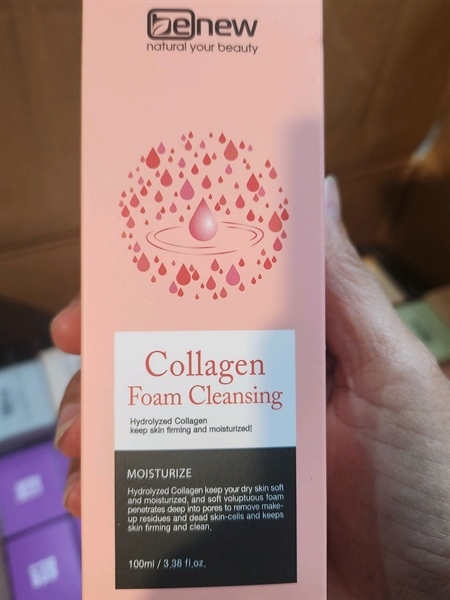 benew
natural your beauty
Collagen
Foam Cleansing
Hydrolyzed Collagen
keep skin firming and moisturized!
MOISTURIZE
Hydrolyzed Collagen keep your dry skin soft
and moisturized, and soft voluptuous foam
penetrates deep into pores to remove make-
up residues and dead skin-cells and keeps
skin firming and clean.
100ml / 3.38 fl.oz.